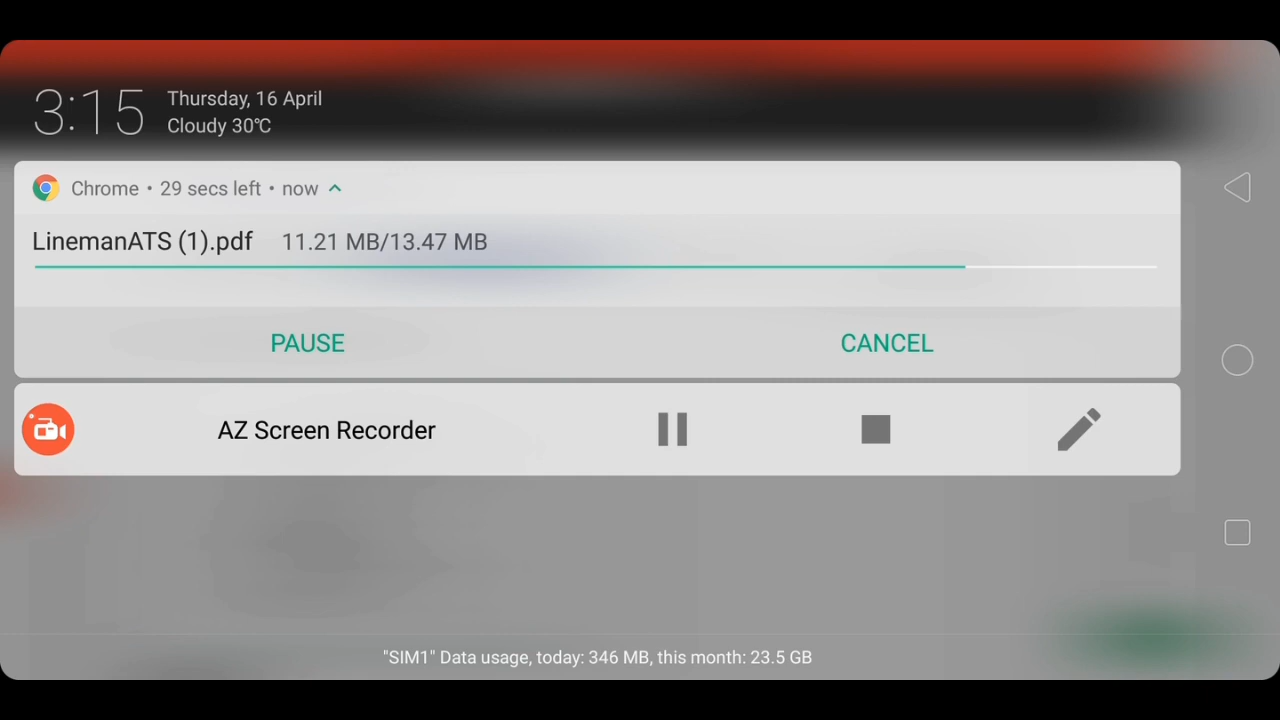 3:15
Thursday, 16 April
Cloudy 30℃
Chrome • 29 secs left • now
LinemanATS (1).pdf 11.21 MB/13.47 MB
PAUSE CANCEL
AZ Screen Recorder
"SIM1" Data usage, today: 346 MB, this month: 23.5 GB